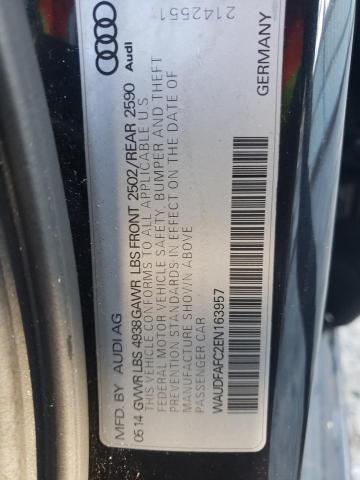 MFD. BY AUDI AG
05 14 GVWR LBS 4938 GAWR LBS FRONT 2502/REAR 2590
THIS VEHICLE CONFORMS TO ALL APPLICABLE U.S.
FEDERAL MOTOR VEHICLE SAFETY, BUMPER AND THEFT
PREVENTION STANDARDS IN EFFECT ON THE DATE OF
MANUFACTURE SHOWN ABOVE
PASSENGER CAR
WAUDFAFC2EN163957
Audi
2142551
GERMANY